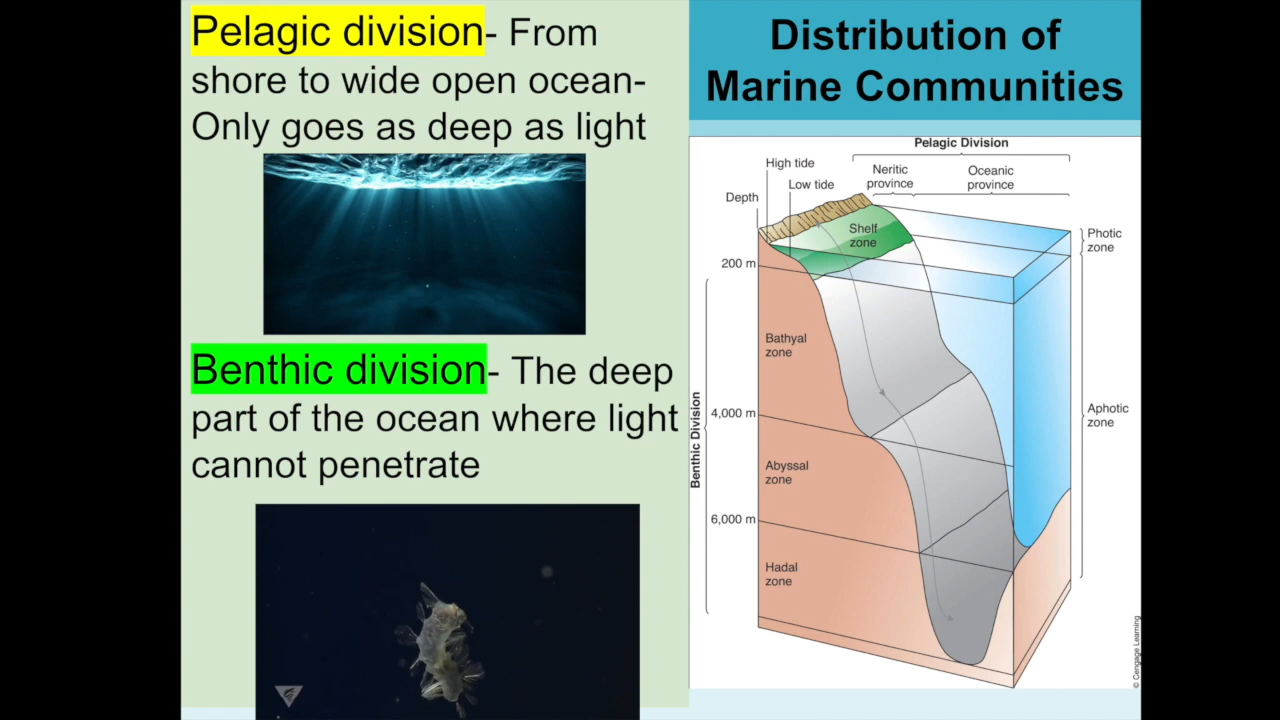 Pelagic division- From
shore to wide open ocean-
Only goes as deep as light
Benthic division- The deep
part of the ocean where light
cannot penetrate
Distribution of
Marine Communities
Pelagic Division
High tide
Neritic
province
Oceanic
province
Low tide
Depth
Shelf
zone
Photic
zone
200 m
Bathyal
zone
4,000 m
Aphotic
zone
Benthic Division
Abyssal
zone
6,000 m
Hadal
zone
© Cengage Learning